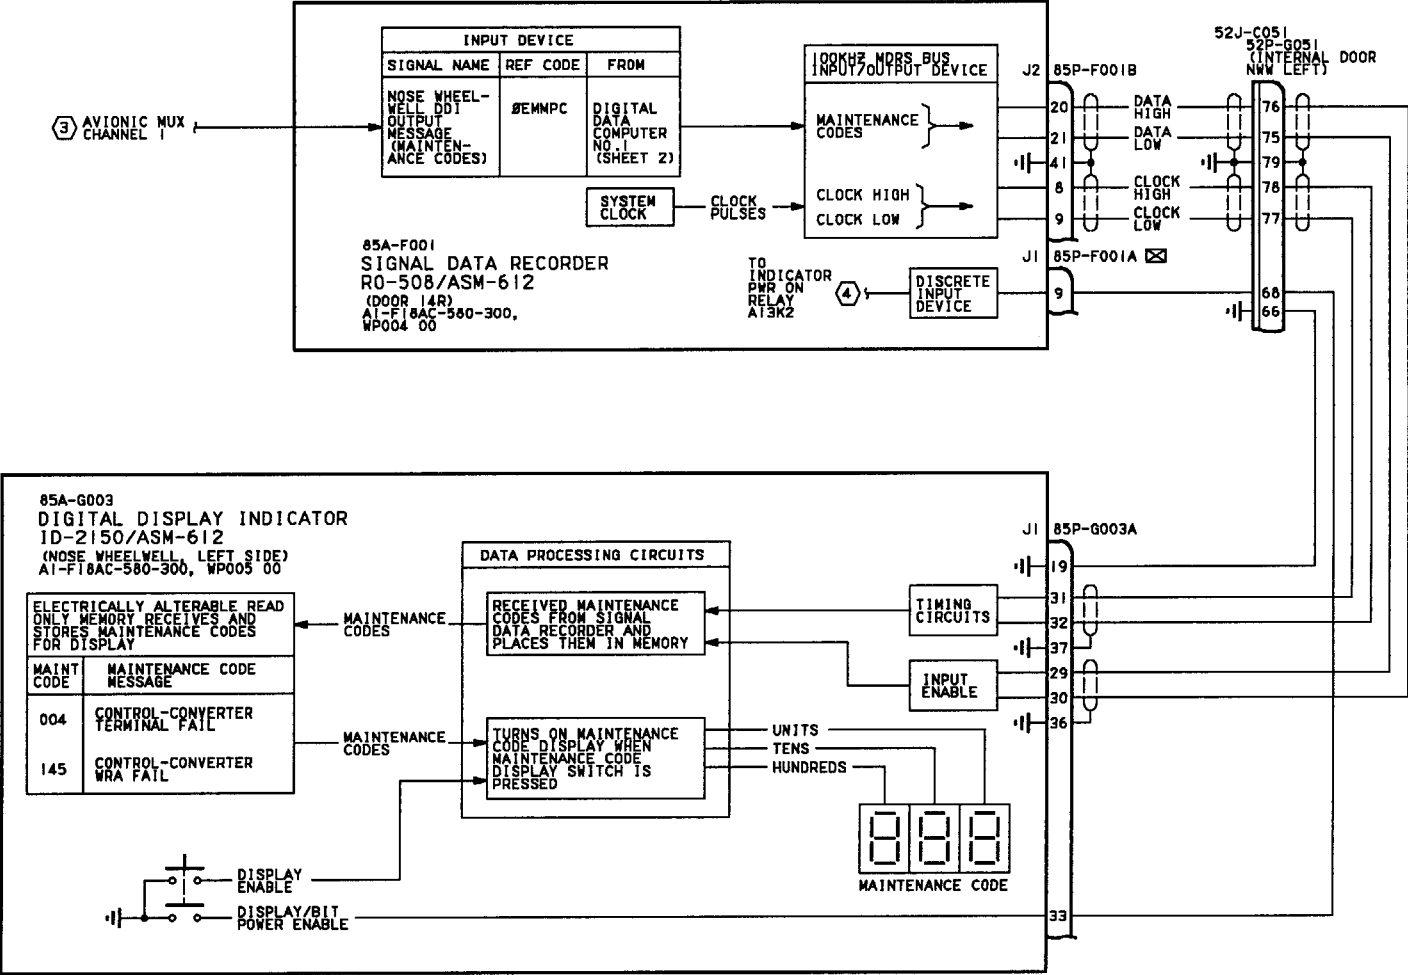 INPUT DEVICE
SIGNAL NAME
REF CODE
FROM
NOSE WHEEL-
WELL DDI
OUTPUT
MESSAGE
(MAINTEN-
ANCE CODES)
ØEMMPC
DIGITAL
DATA
COMPUTER
NO.1
(SHEET 2)
3
AVIONIC MUX
CHANNEL 1
SYSTEM
CLOCK
CLOCK
PULSES
100KHZ MDRS BUS
INPUT/OUTPUT DEVICE
MAINTENANCE
CODES
CLOCK HIGH
CLOCK LOW
85A-F001
SIGNAL DATA RECORDER
RO-508/ASM-612
(DOOR 14R)
A1-F18AC-580-300,
WP004 00
TO
INDICATOR
PWR ON
RELAY
A13K2
4
DISCRETE
INPUT
DEVICE
J2
85P-F001B
20
21
41
8
9
DATA
HIGH
DATA
LOW
CLOCK
HIGH
CLOCK
LOW
J1
85P-F001A
9
52J-C051
52P-G051
(INTERNAL DOOR
NWW LEFT)
76
75
79
78
77
68
66
85A-G003
DIGITAL DISPLAY INDICATOR
ID-2150/ASM-612
(NOSE WHEELWELL, LEFT SIDE)
A1-F18AC-580-300, WP005 00
ELECTRICALLY ALTERABLE READ
ONLY MEMORY RECEIVES AND
STORES MAINTENANCE CODES
FOR DISPLAY
MAINT
CODE
MAINTENANCE CODE
MESSAGE
004
CONTROL-CONVERTER
TERMINAL FAIL
145
CONTROL-CONVERTER
WRA FAIL
MAINTENANCE
CODES
MAINTENANCE
CODES
DATA PROCESSING CIRCUITS
RECEIVED MAINTENANCE
CODES FROM SIGNAL
DATA RECORDER AND
PLACES THEM IN MEMORY
TURNS ON MAINTENANCE
CODE DISPLAY WHEN
MAINTENANCE CODE
DISPLAY SWITCH IS
PRESSED
TIMING
CIRCUITS
INPUT
ENABLE
UNITS
TENS
HUNDREDS
888
MAINTENANCE CODE
J1
85P-G003A
19
31
32
37
29
30
36
33
DISPLAY
ENABLE
DISPLAY/BIT
POWER ENABLE